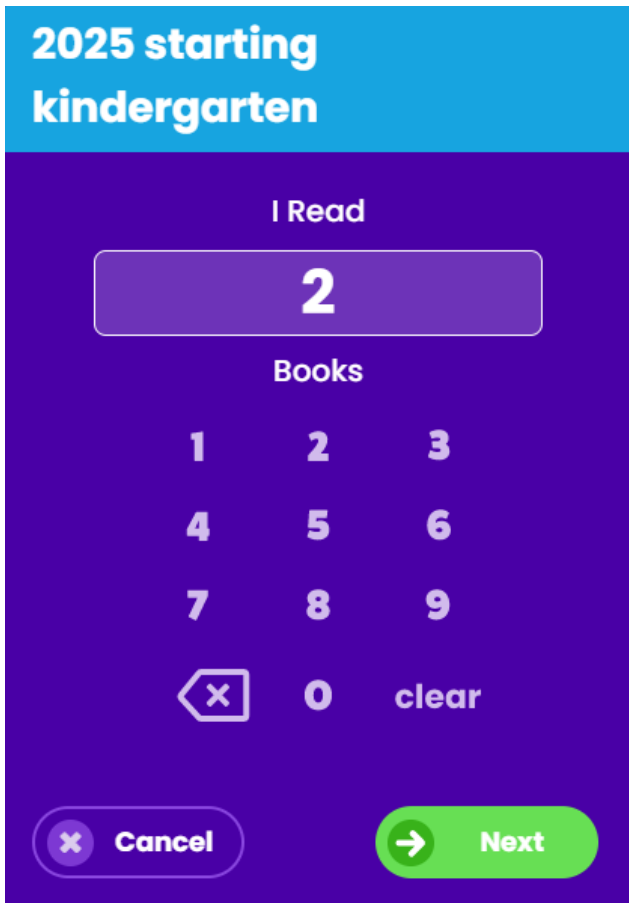 2025 starting
kindergarten
I Read
2
Books
1 2 3
4 5 6
7 8 9
0 clear
Cancel Next